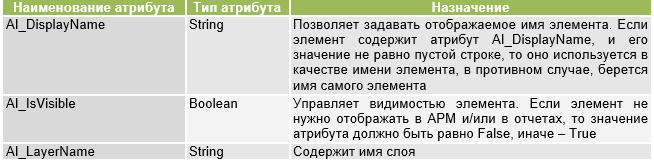 Наименование атрибута Тип атрибута Назначение
AI_DisplayName String Позволяет задавать отображаемое имя элемента. Если
элемент содержит атрибут AI_DisplayName, и его
значение не равно пустой строке, то оно используется в
качестве имени элемента, в противном случае, берется
имя самого элемента
AI_IsVisible Boolean Управляет видимостью элемента. Если элемент не
нужно отображать в АРМ и/или в отчетах, то значение
атрибута должно быть равно False, иначе – True
AI_LayerName String Содержит имя слоя